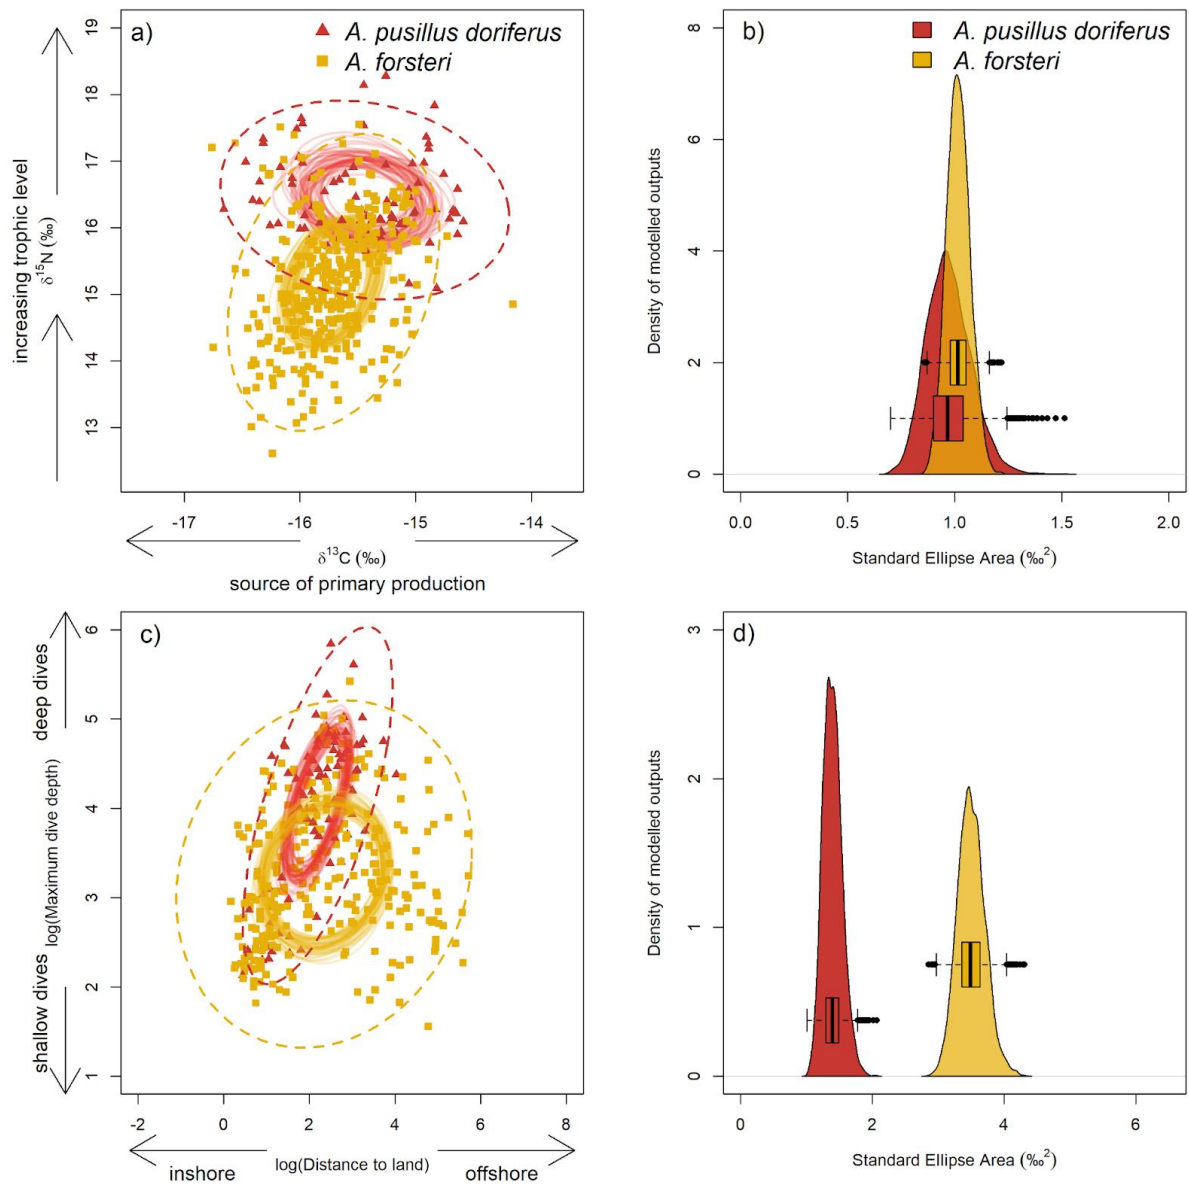 a)
A. pusillus doriferus
A. forsteri
increasing trophic level
δ15N (‰)
19
18
17
16
15
14
13
-17
-16
-15
-14
δ13C (‰)
source of primary production
b)
A. pusillus doriferus
A. forsteri
Density of modelled outputs
8
6
4
2
0
0.0
0.5
1.0
1.5
2.0
Standard Ellipse Area (‰2)
c)
deep dives
shallow dives
log(Maximum dive depth)
6
5
4
3
2
1
-2
0
2
4
6
8
inshore
log(Distance to land)
offshore
d)
Density of modelled outputs
3
2
1
0
0
2
4
6
Standard Ellipse Area (‰2)